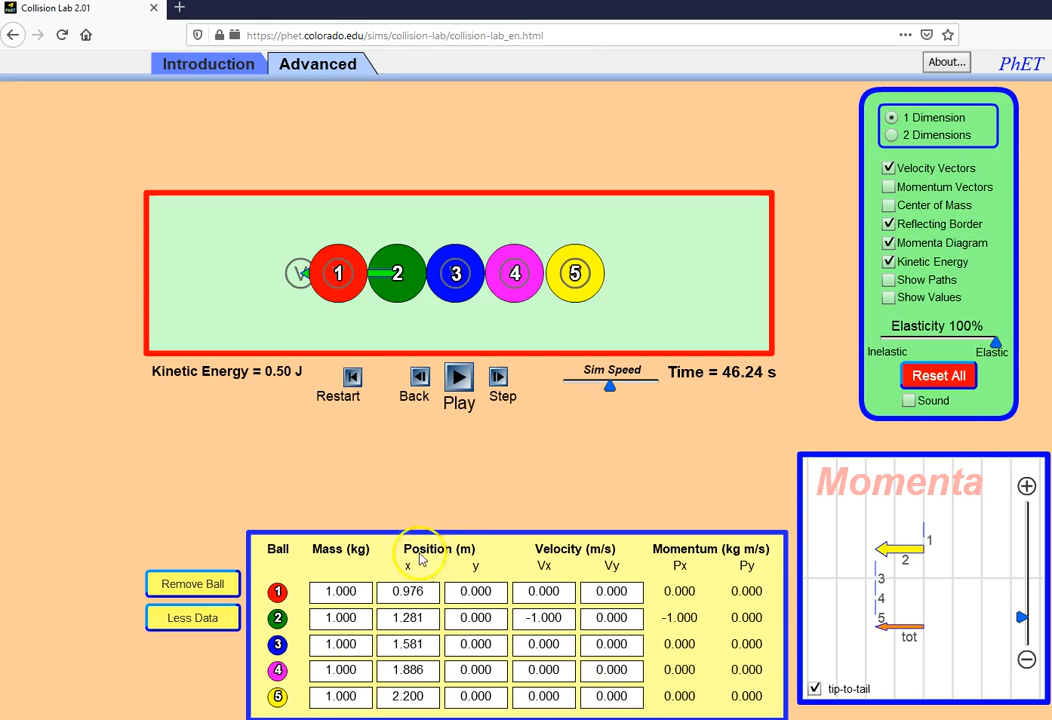 Collision Lab 2.01
https://phet.colorado.edu/sims/collision-lab/collision-lab_en.html
Introduction
Advanced
About...
PhET
1 Dimension
2 Dimensions
Velocity Vectors
Momentum Vectors
Center of Mass
Reflecting Border
Momenta Diagram
Kinetic Energy
Show Paths
Show Values
Elasticity 100%
Inelastic Elastic
Reset All
Sound
V 1 2 3 4 5
Kinetic Energy = 0.50 J
Restart
Back
Play
Step
Sim Speed
Time = 46.24 s
Momenta
1
2
3
4
5
tot
tip-to-tail
Remove Ball
Less Data
Ball Mass (kg) Position (m) Velocity (m/s) Momentum (kg m/s)
x y Vx Vy Px Py
1 1.000 0.976 0.000 0.000 0.000 0.000 0.000
2 1.000 1.281 0.000 -1.000 0.000 -1.000 0.000
3 1.000 1.581 0.000 0.000 0.000 0.000 0.000
4 1.000 1.886 0.000 0.000 0.000 0.000 0.000
5 1.000 2.200 0.000 0.000 0.000 0.000 0.000